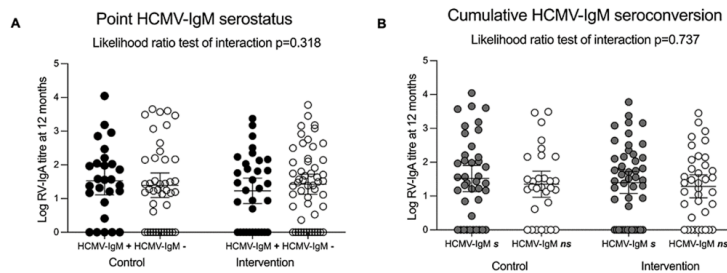 A
Point HCMV-IgM serostatus
Likelihood ratio test of interaction p=0.318
Log RV-IgA titre at 12 months
5
4
3
2
1
0
HCMV-IgM + HCMV-IgM -
HCMV-IgM + HCMV-IgM -
Control
Intervention
B
Cumulative HCMV-IgM seroconversion
Likelihood ratio test of interaction p=0.737
Log RV-IgA titre at 12 months
5
4
3
2
1
0
HCMV-IgM s
HCMV-IgM ns
HCMV-IgM s
HCMV-IgM ns
Control
Intervention